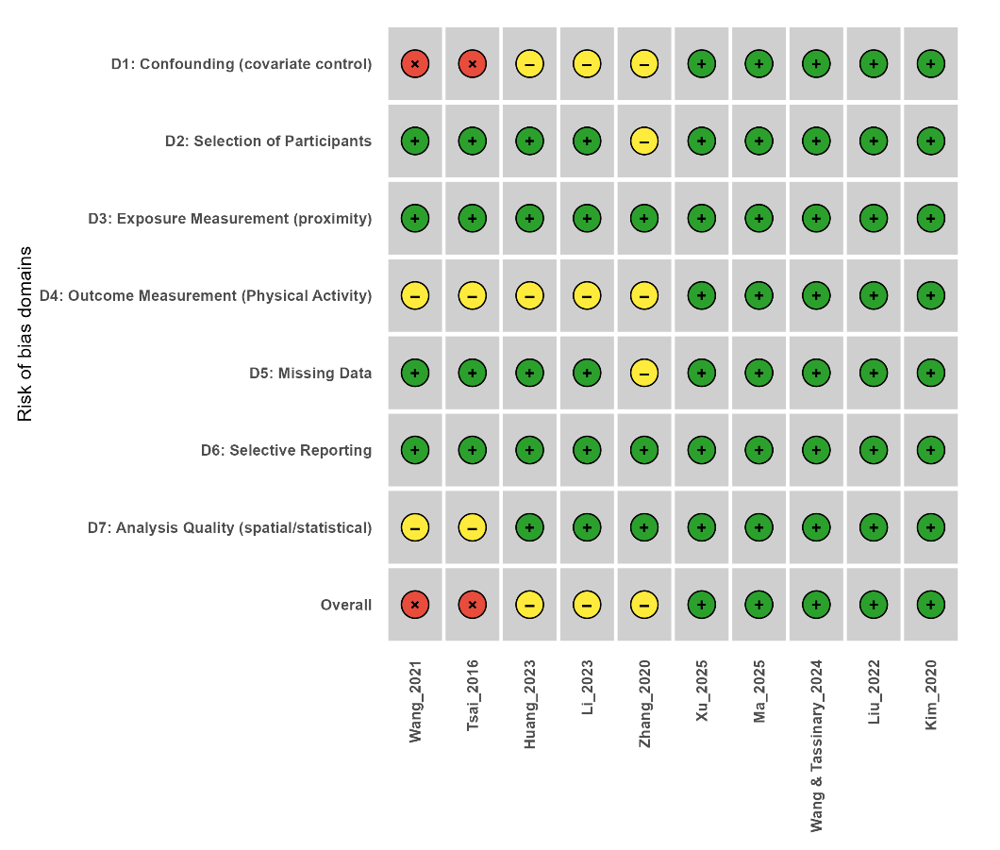 Risk of bias domains
D1: Confounding (covariate control)
× × – – – + + + + +
D2: Selection of Participants
+ + + + – + + + + +
D3: Exposure Measurement (proximity)
+ + + + + + + + + +
D4: Outcome Measurement (Physical Activity)
– – – – – + + + + +
D5: Missing Data
+ + + + – + + + + +
D6: Selective Reporting
+ + + + + + + + + +
D7: Analysis Quality (spatial/statistical)
– – + + + + + + + +
Overall
× × – – – + + + + +
Wang_2021
Tsai_2016
Huang_2023
Li_2023
Zhang_2020
Xu_2025
Ma_2025
Wang & Tassinary_2024
Liu_2022
Kim_2020